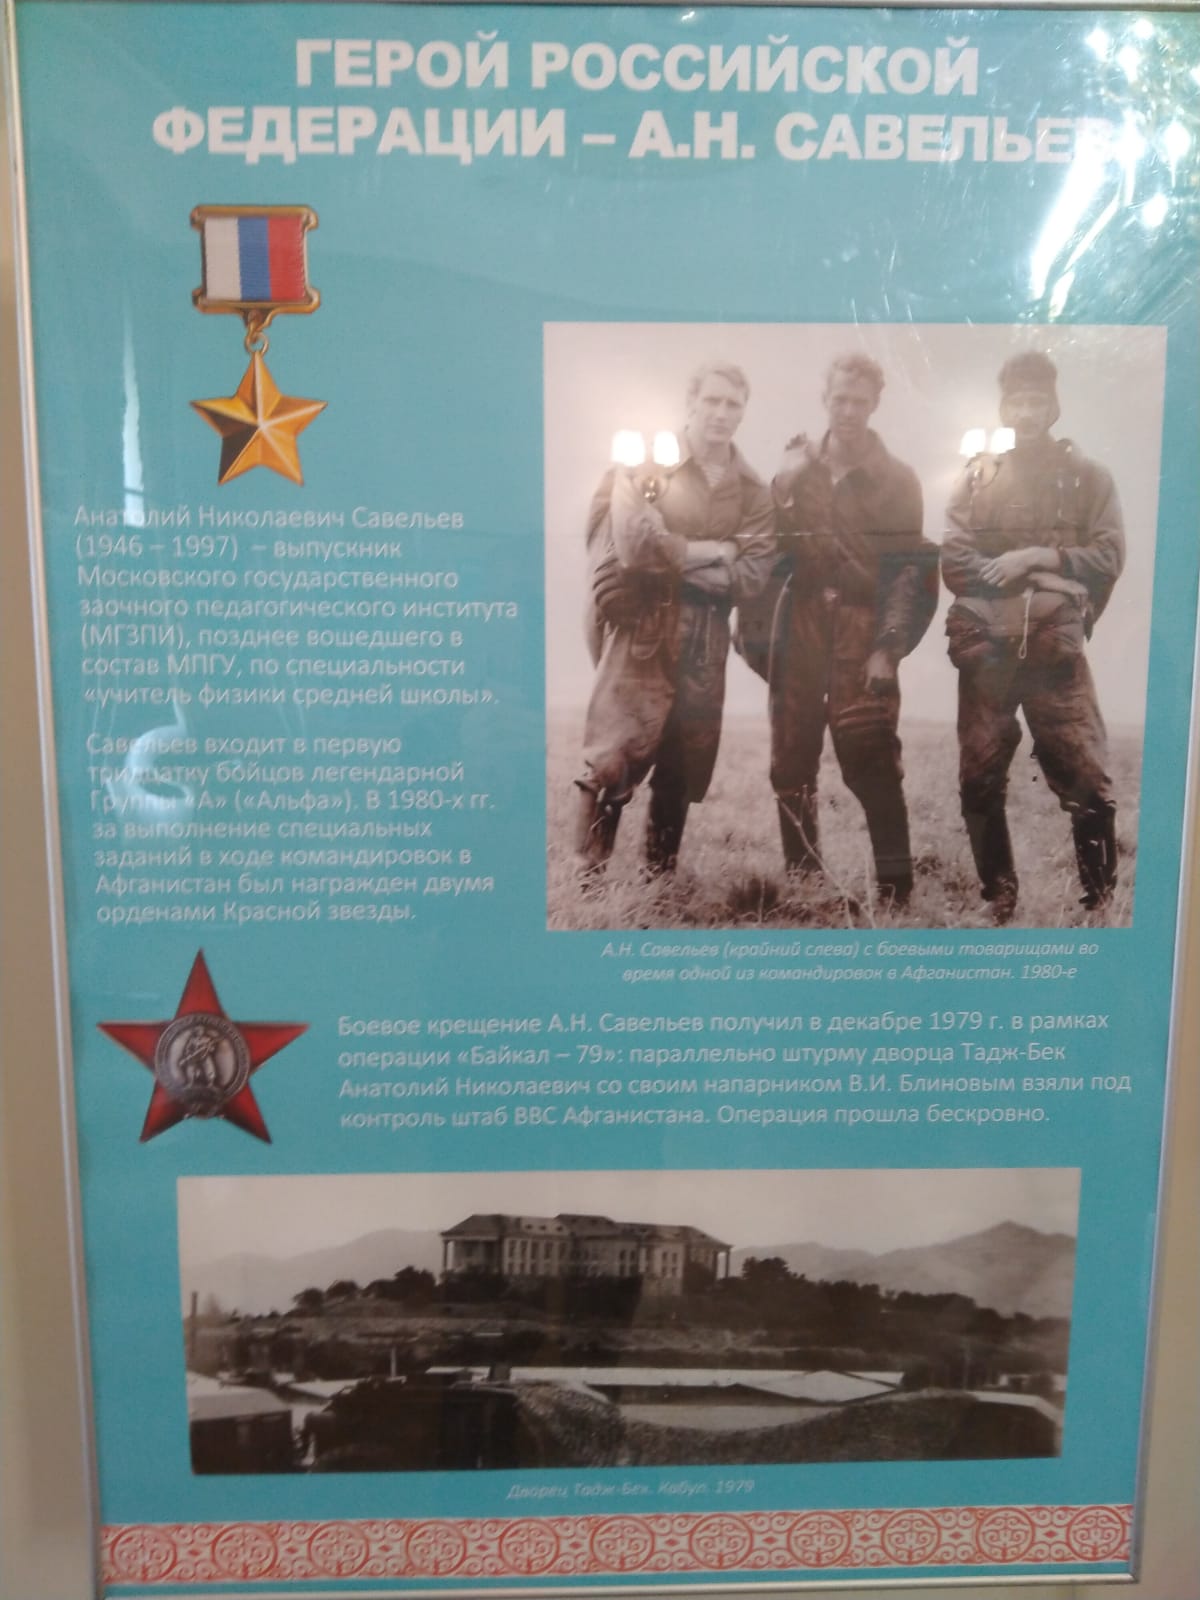 ГЕРОЙ РОССИЙСКОЙ
ФЕДЕРАЦИИ – А.Н. САВЕЛЬЕВ
Анатолий Николаевич Савельев
(1946 – 1997) – выпускник
Московского государственного
заочного педагогического института
(МГЗПИ), позднее вошедшего в
состав МПГУ, по специальности
«учитель физики средней школы».
Савельев входит в первую
тридцатку бойцов легендарной
Группы «А» («Альфа»). В 1980-х гг.
за выполнение специальных
заданий в ходе командировок в
Афганистан был награжден двумя
орденами Красной звезды.
А.Н. Савельев (крайний слева) с боевыми товарищами во
время одной из командировок в Афганистан. 1980-е
Боевое крещение А.Н. Савельев получил в декабре 1979 г. в рамках
операции «Байкал – 79»: параллельно штурму дворца Тадж-Бек
Анатолий Николаевич со своим напарником В.И. Блиновым взяли под
контроль штаб ВВС Афганистана. Операция прошла бескровно.
Дворец Тадж-Бек. Кабул. 1979